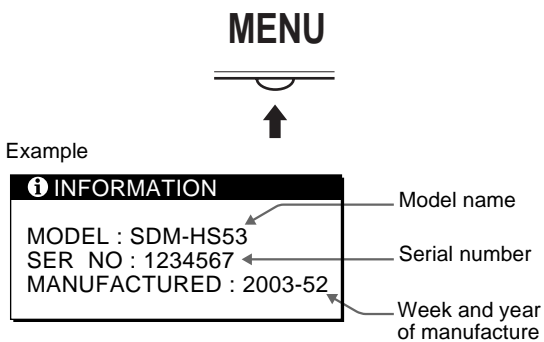 MENU
Example
INFORMATION
MODEL : SDM-HS53
SER NO : 1234567
MANUFACTURED : 2003-52
Model name
Serial number
Week and year
of manufacture